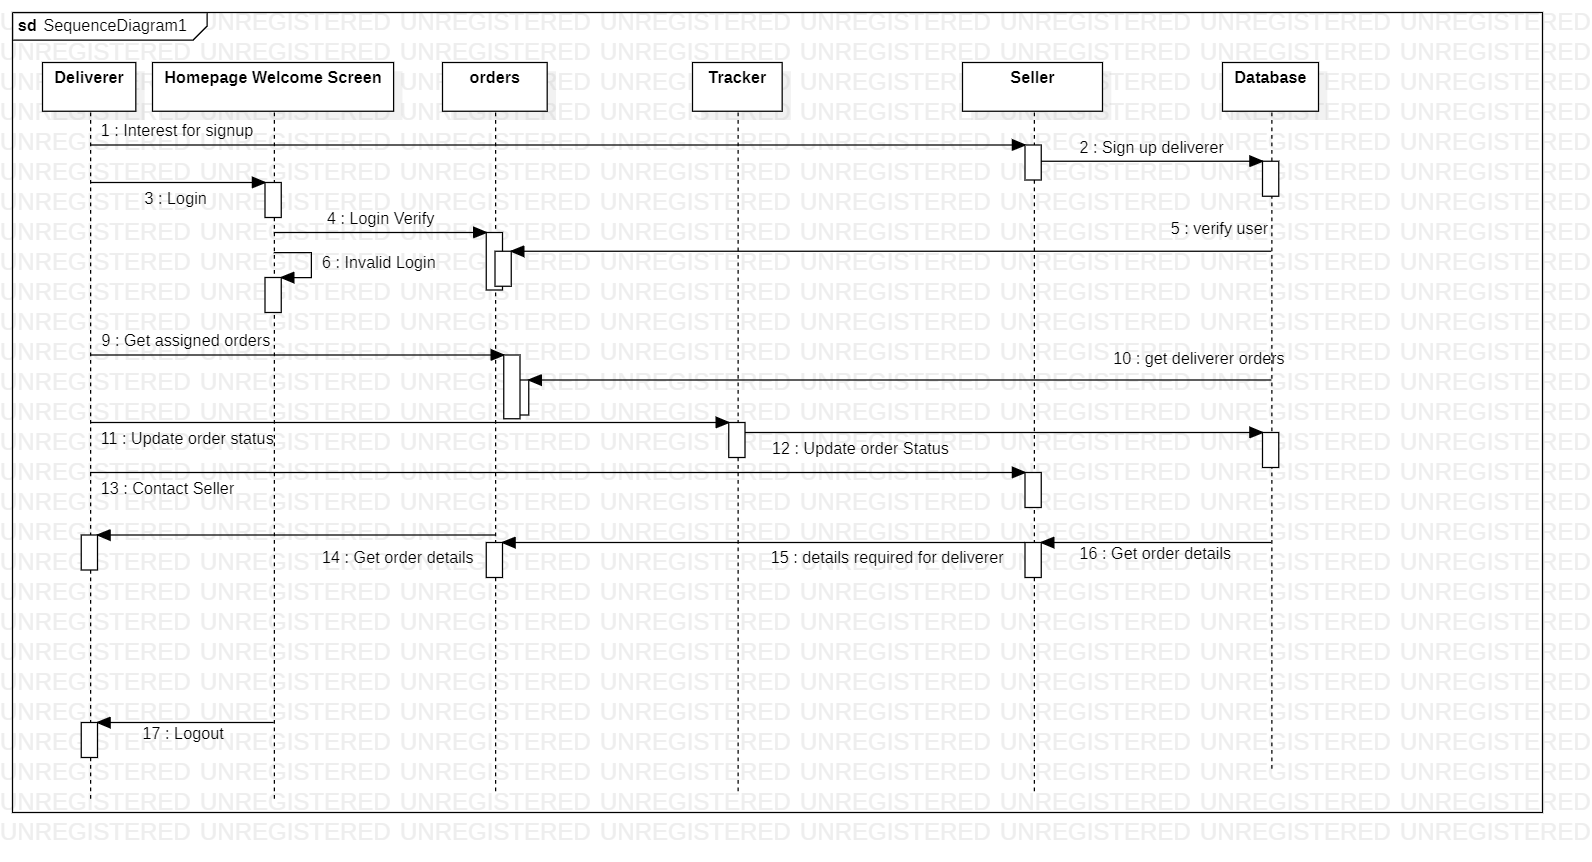 sd SequenceDiagram1
Deliverer
Homepage Welcome Screen
orders
Tracker
Seller
Database
1 : Interest for signup
2 : Sign up deliverer
3 : Login
4 : Login Verify
5 : verify user
6 : Invalid Login
9 : Get assigned orders
10 : get deliverer orders
11 : Update order status
12 : Update order Status
13 : Contact Seller
14 : Get order details
15 : details required for deliverer
16 : Get order details
17 : Logout
UNREGISTERED UNREGISTERED UNREGISTERED UNREGISTERED UNREGISTERED UNREGISTERED UNREGISTERED UNREGISTERED